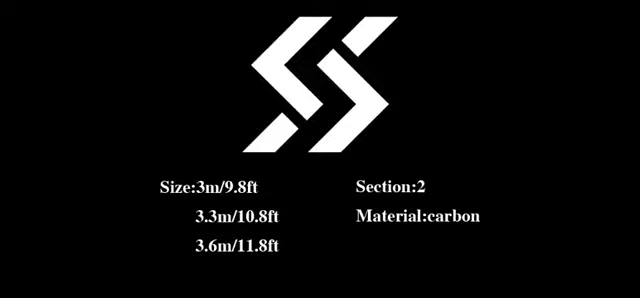 Size:3m/9.8ft
3.3m/10.8ft
3.6m/11.8ft
Section:2
Material:carbon